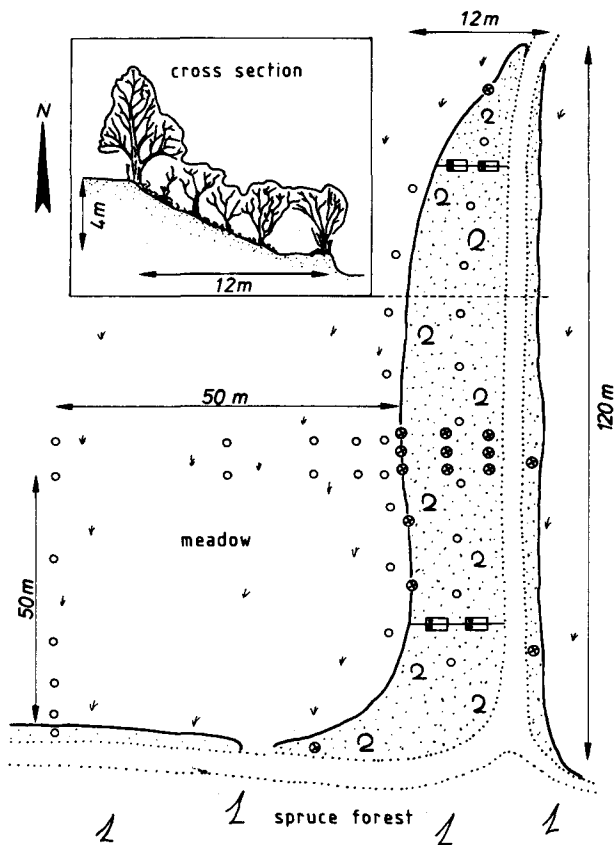 12m
cross section
N
4m
12m
50 m
120m
meadow
50m
spruce forest